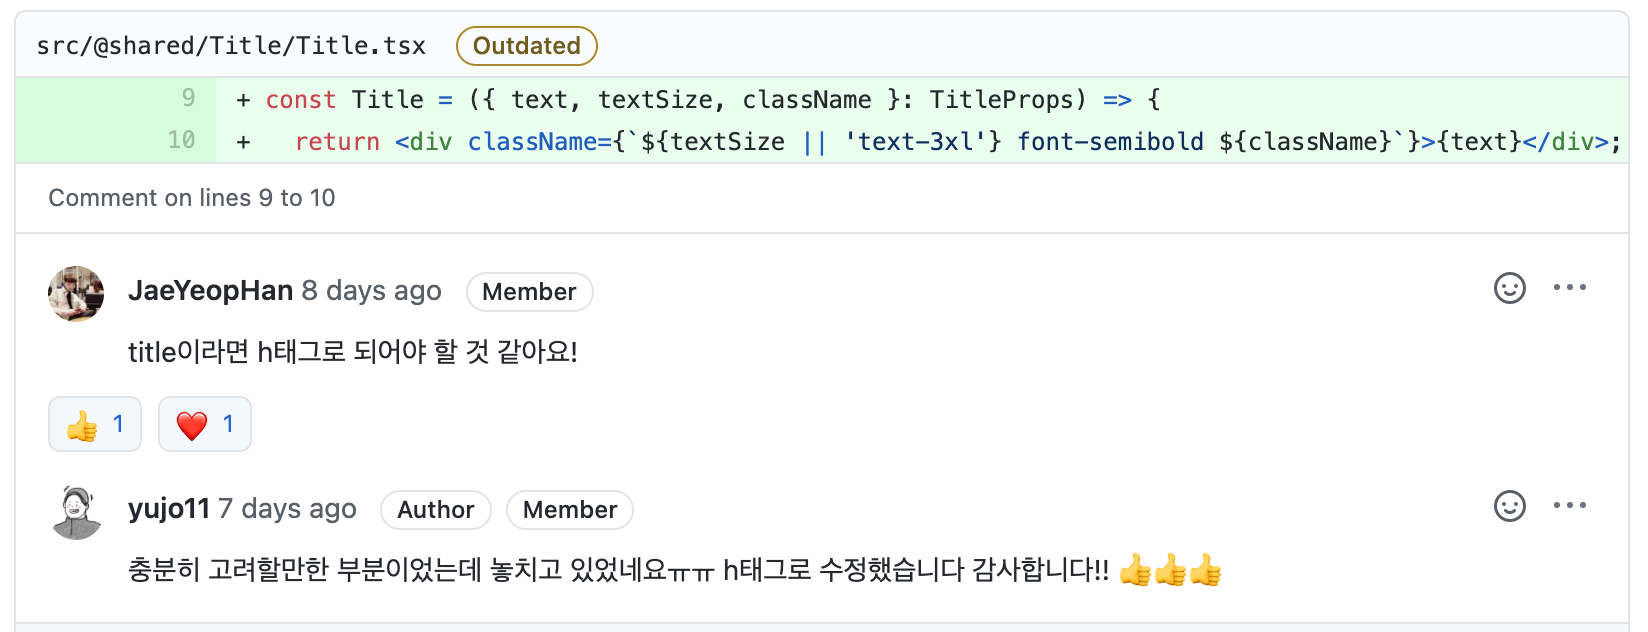 src/@shared/Title/Title.tsx Outdated
9 + const Title = ({ text, textSize, className }: TitleProps) => {
10 + return <div className={`${textSize || 'text-3xl'} font-semibold ${className}`}>{text}</div>;
Comment on lines 9 to 10
JaeYeopHan 8 days ago Member
title이라면 h태그로 되어야 할 것 같아요!
👍 1 ❤️ 1
yujo11 7 days ago Author Member
충분히 고려할만한 부분이었는데 놓치고 있었네요ㅠㅠ h태그로 수정했습니다 감사합니다!! 👍👍👍